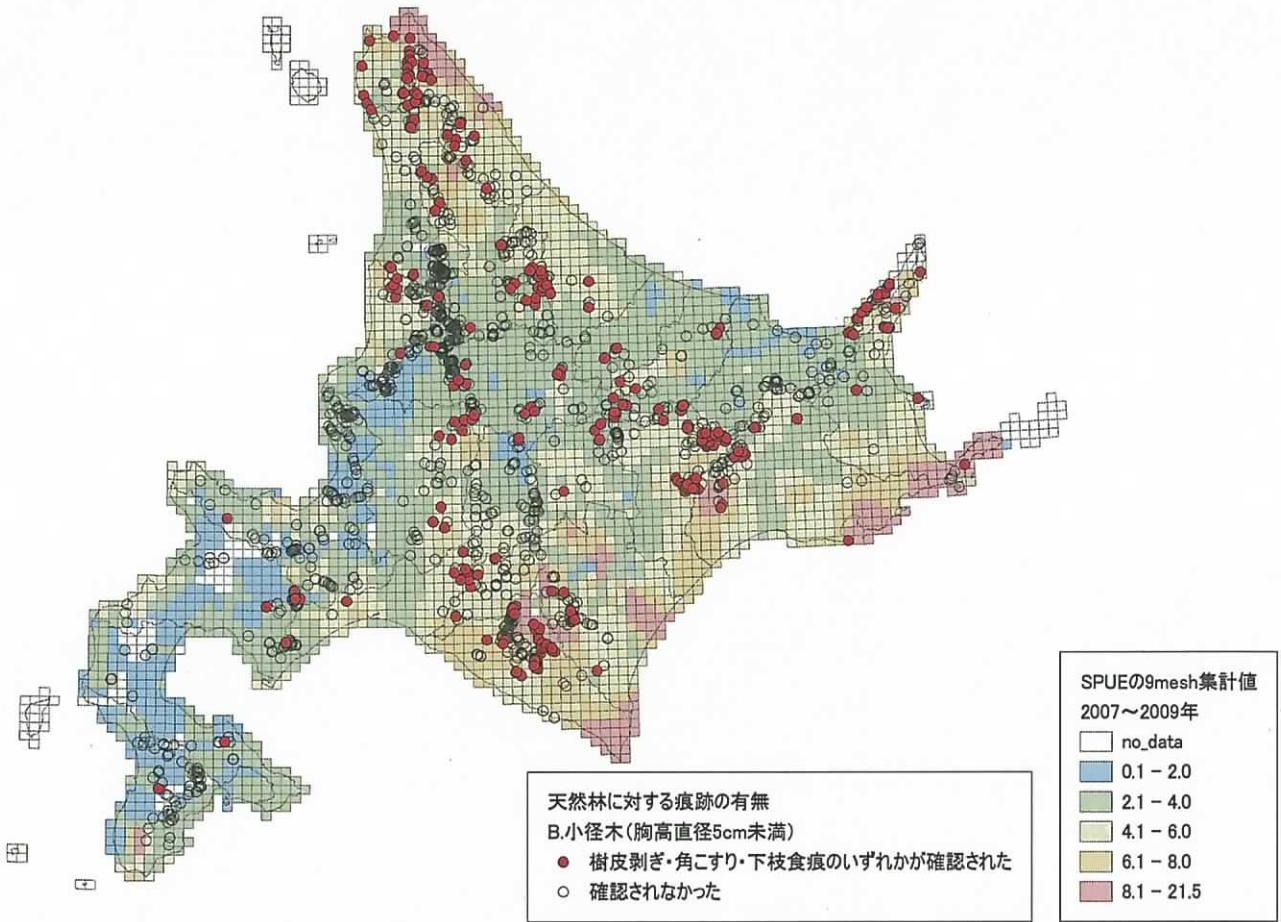 天然林に対する痕跡の有無
B.小径木(胸高直径5cm未満)
樹皮剥ぎ・角こすり・下枝食痕のいずれかが確認された
確認されなかった
SPUEの9mesh集計値
2007～2009年
no_data
0.1 - 2.0
2.1 - 4.0
4.1 - 6.0
6.1 - 8.0
8.1 - 21.5